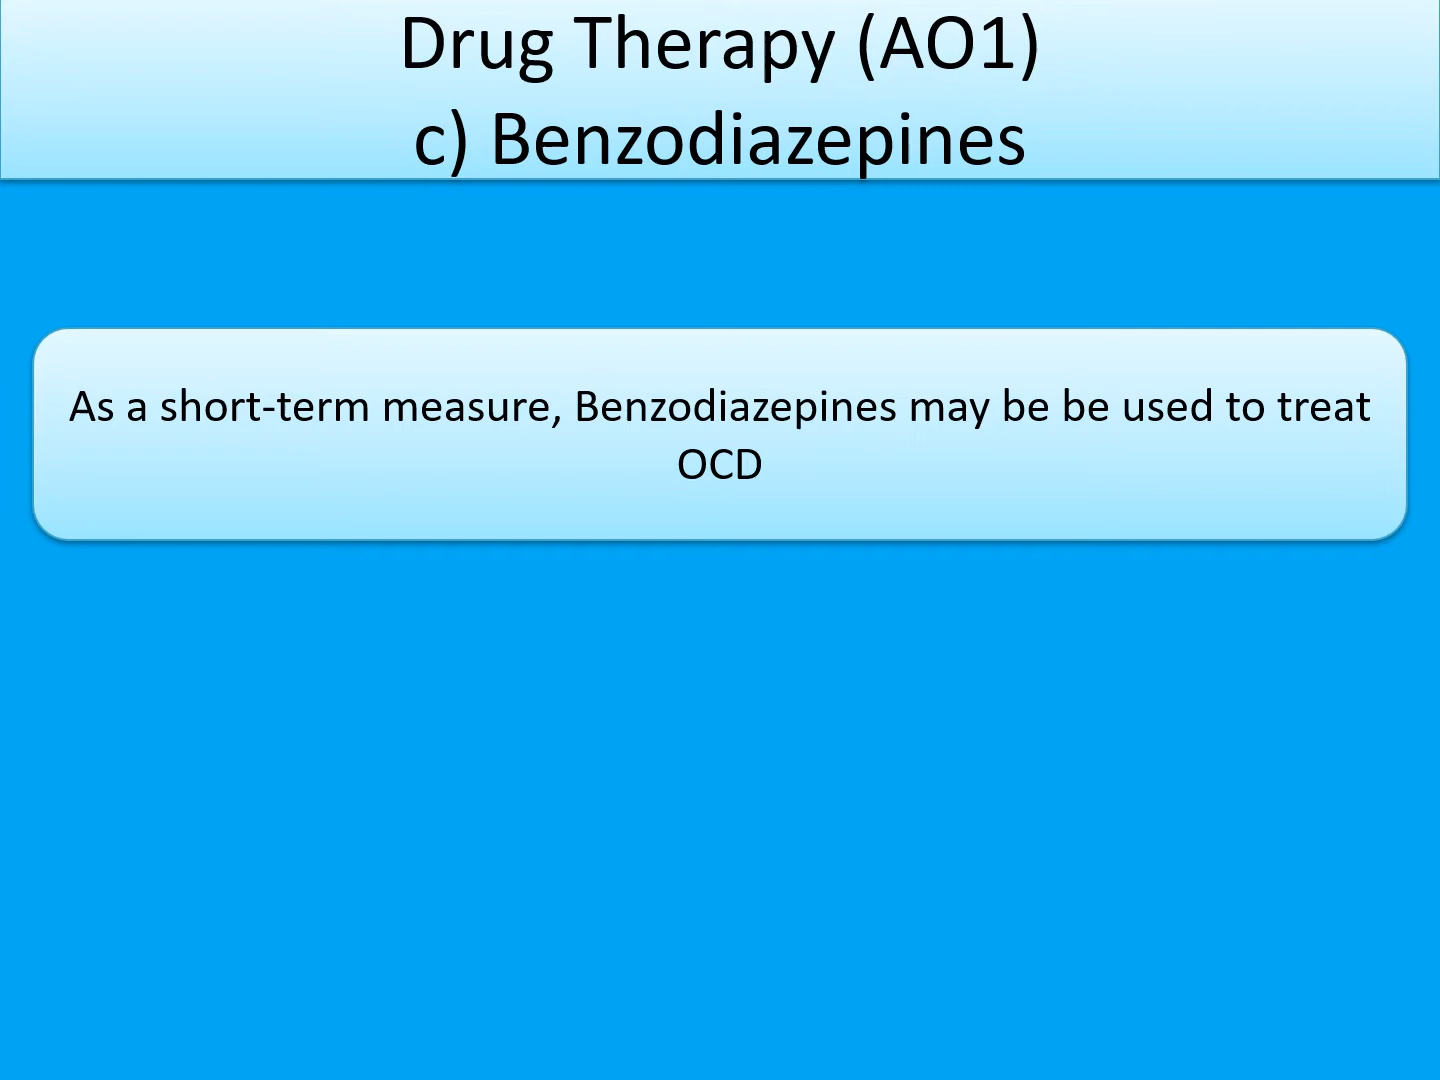 Drug Therapy (AO1)
c) Benzodiazepines
As a short-term measure, Benzodiazepines may be be used to treat
OCD